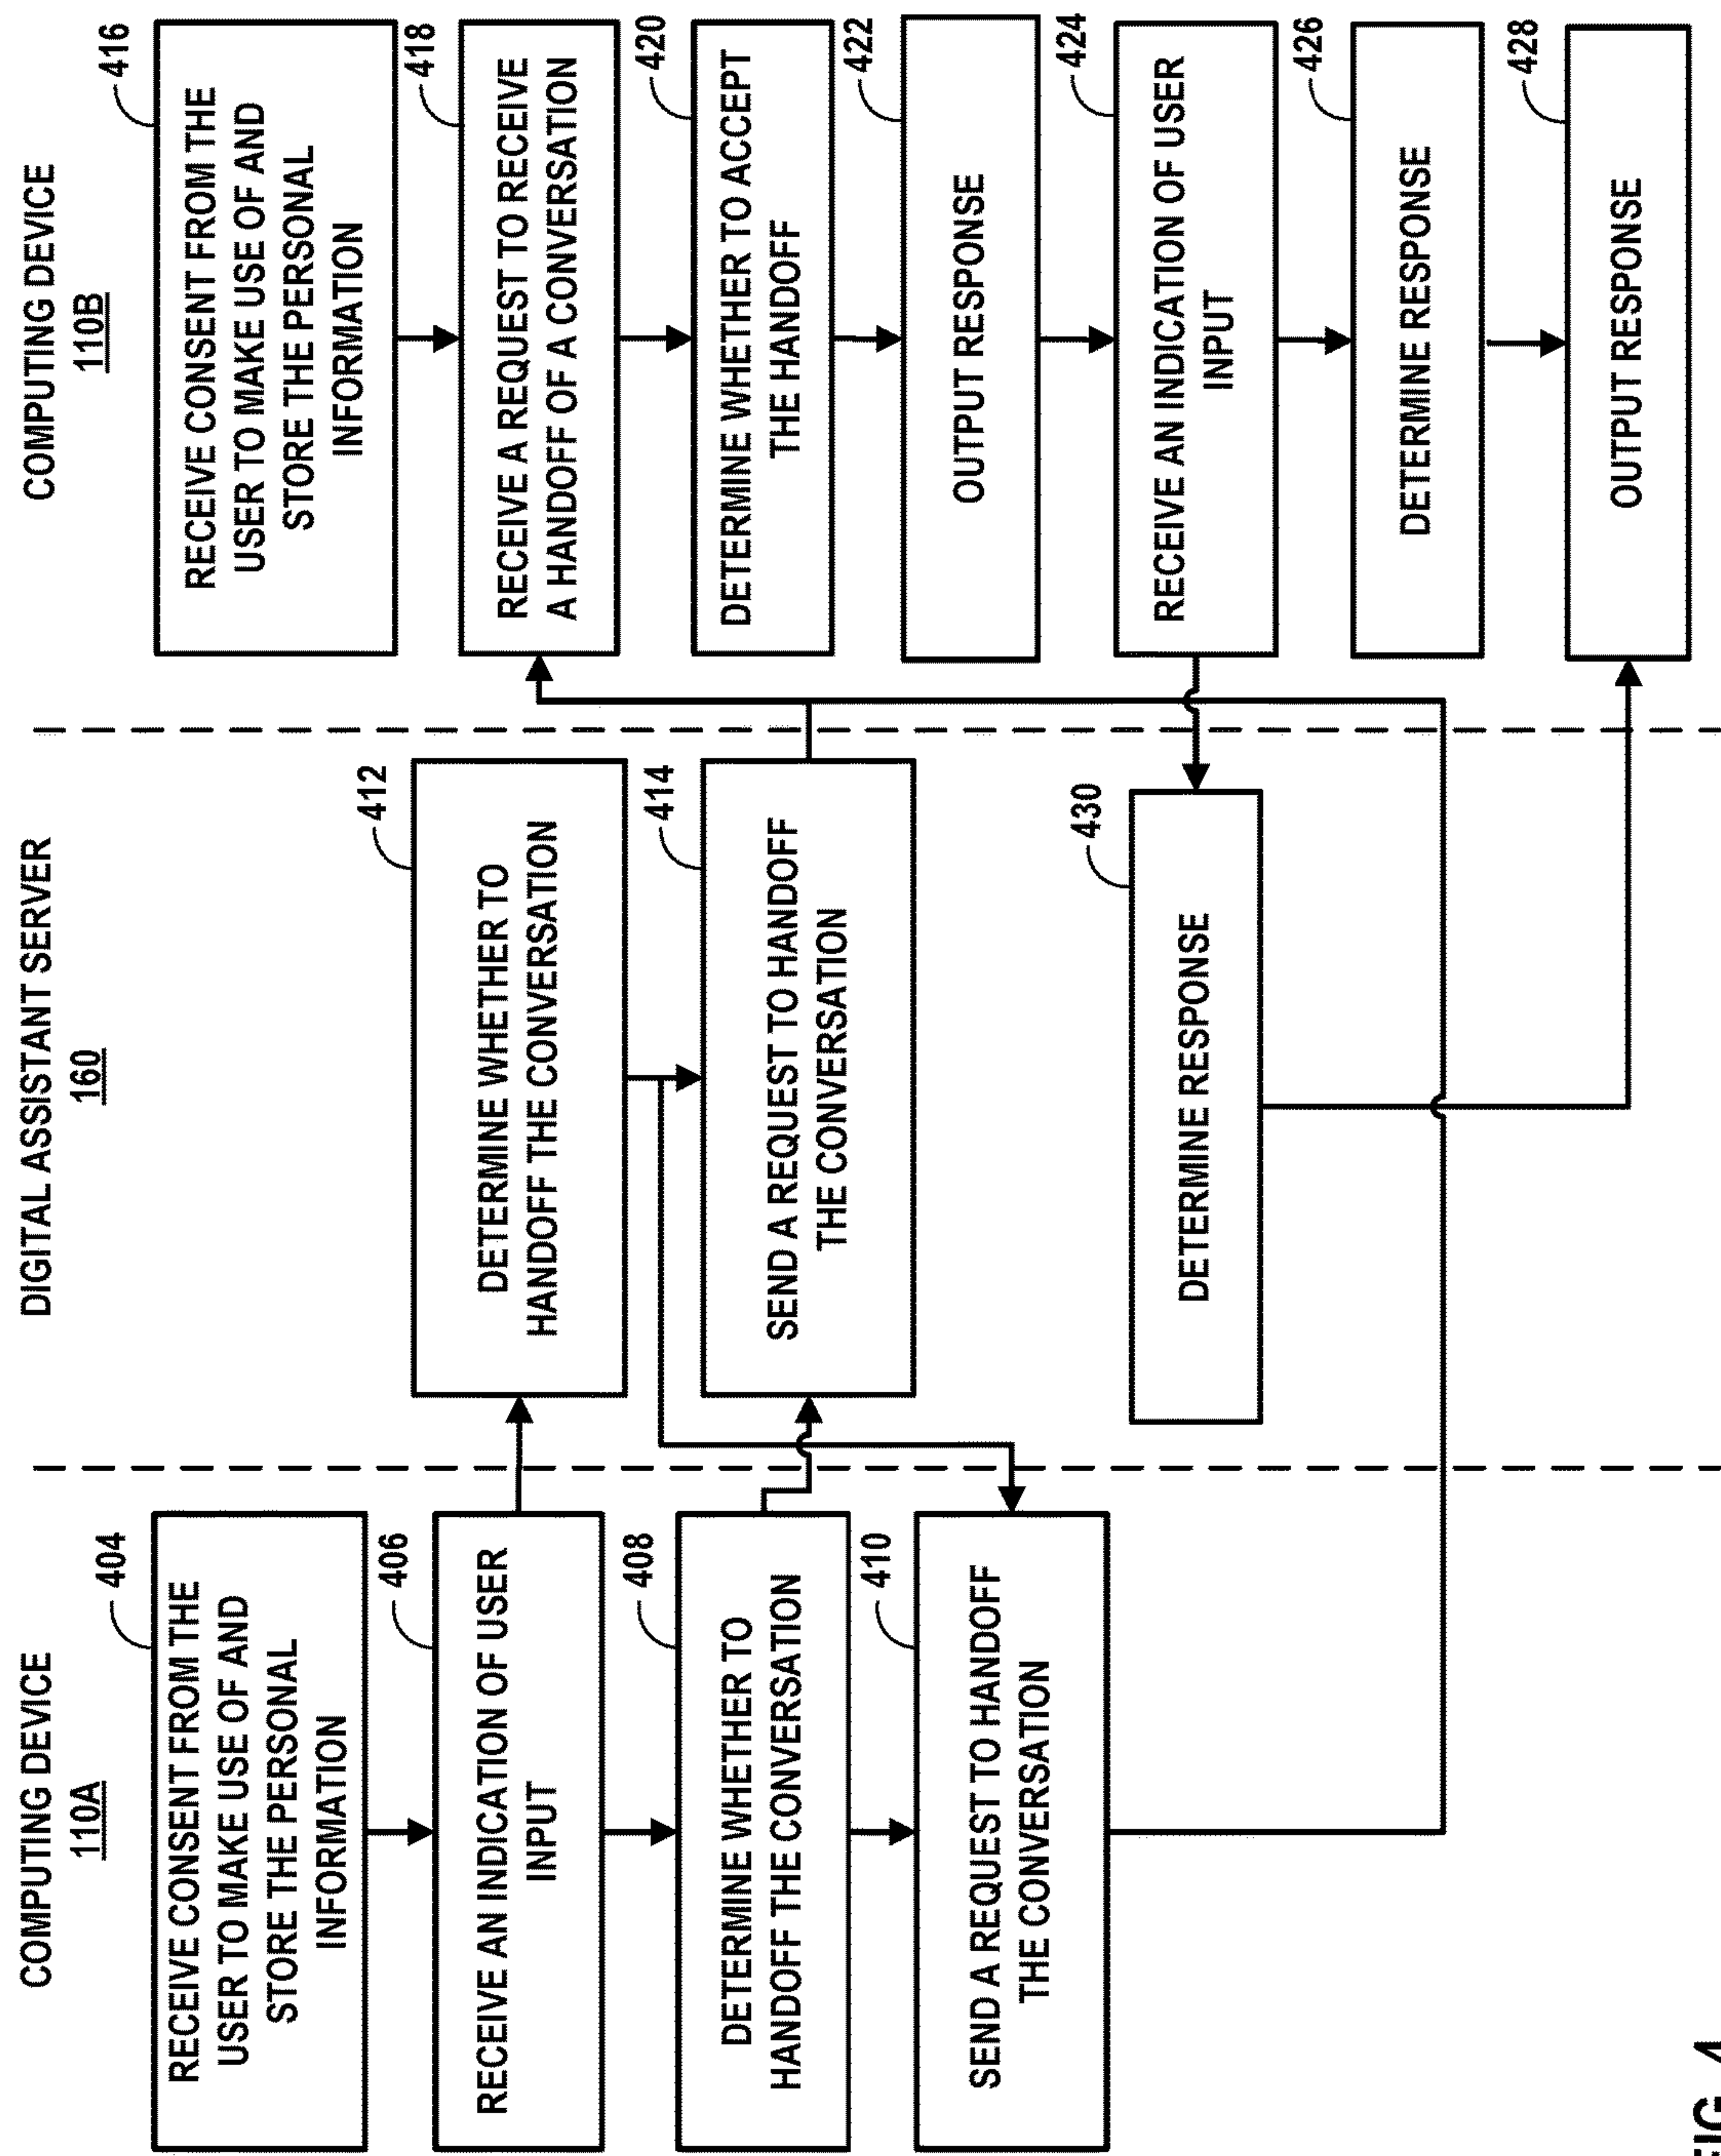 COMPUTING DEVICE
110A
404
RECEIVE CONSENT FROM THE
USER TO MAKE USE OF AND
STORE THE PERSONAL
INFORMATION
406
RECEIVE AN INDICATION OF USER
INPUT
408
DETERMINE WHETHER TO
HANDOFF THE CONVERSATION
410
SEND A REQUEST TO HANDOFF
THE CONVERSATION
DIGITAL ASSISTANT SERVER
160
412
DETERMINE WHETHER TO
HANDOFF THE CONVERSATION
414
SEND A REQUEST TO HANDOFF
THE CONVERSATION
430
DETERMINE RESPONSE
COMPUTING DEVICE
110B
416
RECEIVE CONSENT FROM THE
USER TO MAKE USE OF AND
STORE THE PERSONAL
INFORMATION
418
RECEIVE A REQUEST TO RECEIVE
A HANDOFF OF A CONVERSATION
420
DETERMINE WHETHER TO ACCEPT
THE HANDOFF
422
OUTPUT RESPONSE
424
RECEIVE AN INDICATION OF USER
INPUT
426
DETERMINE RESPONSE
428
OUTPUT RESPONSE
FIG. 4